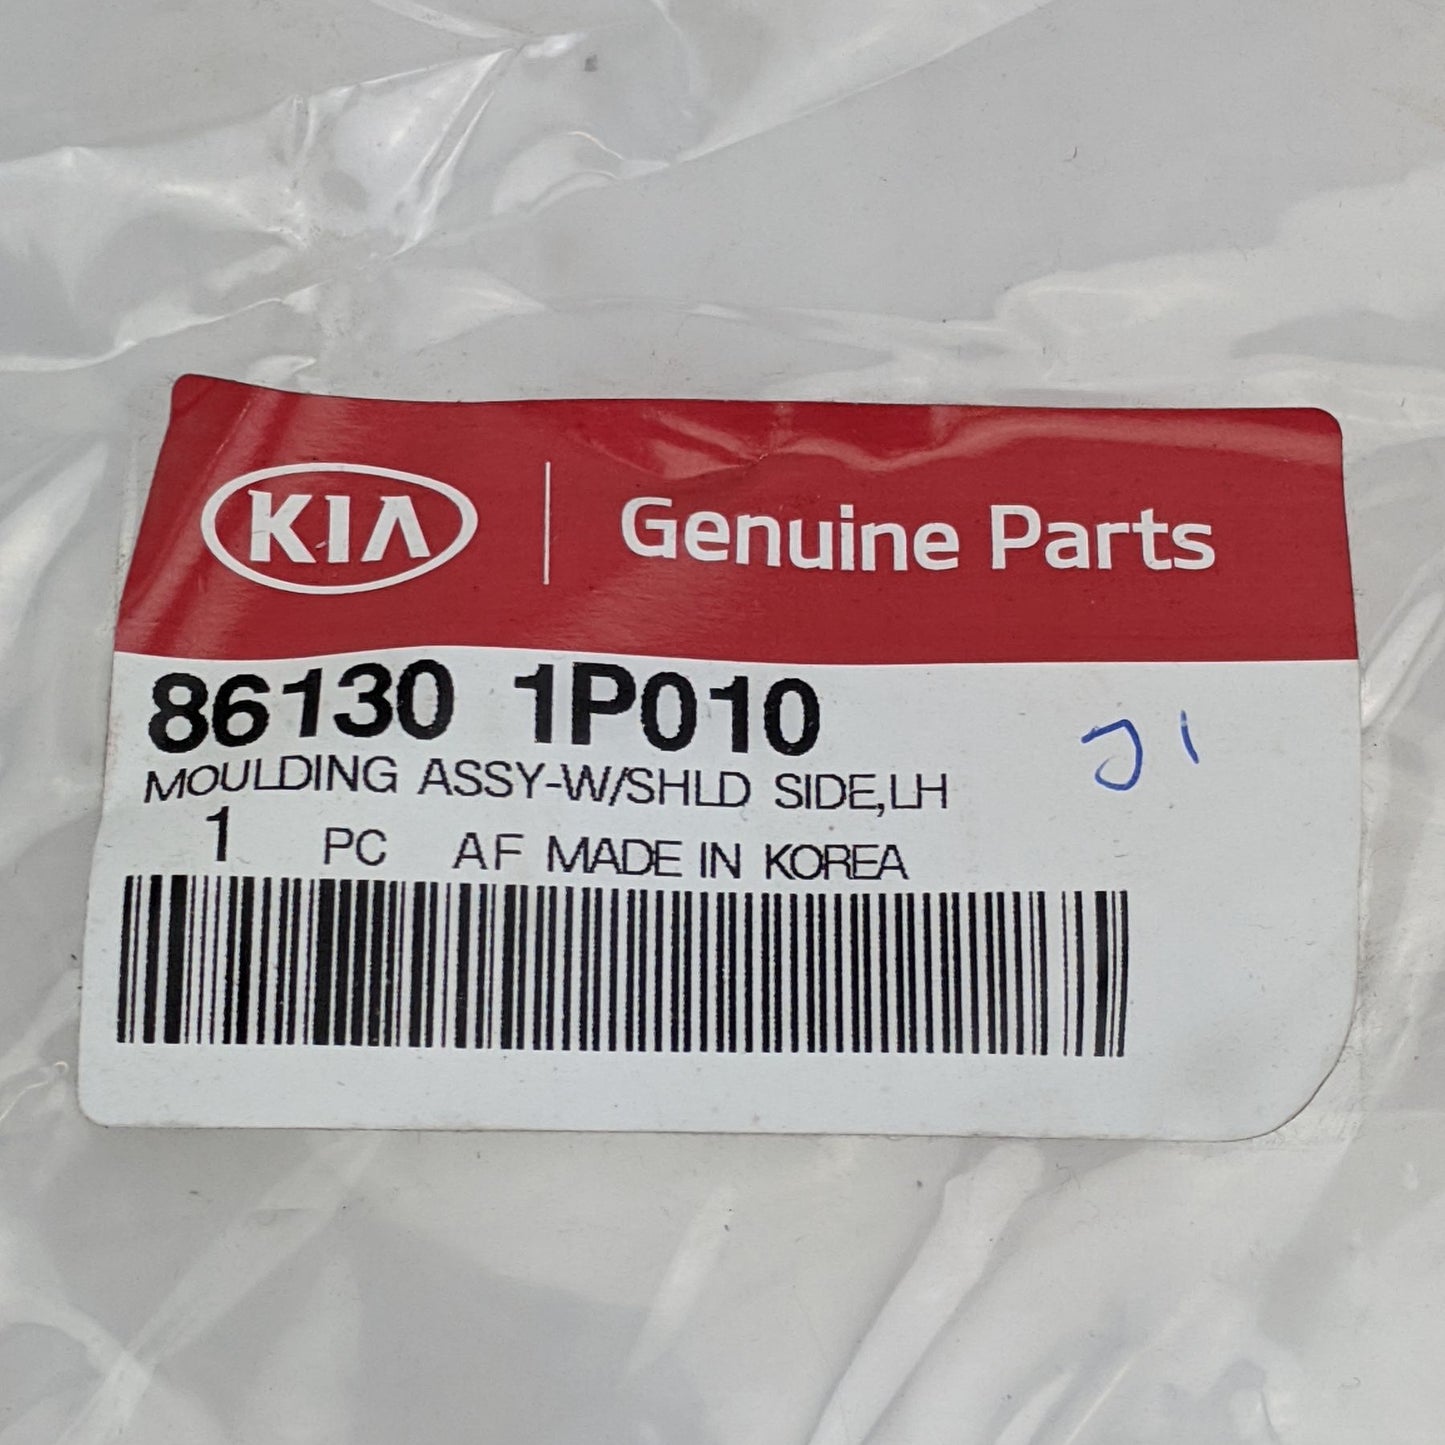 KIA Genuine Parts
86130 1P010
MOULDING ASSY-W/SHLD SIDE,LH
1 PC AF MADE IN KOREA